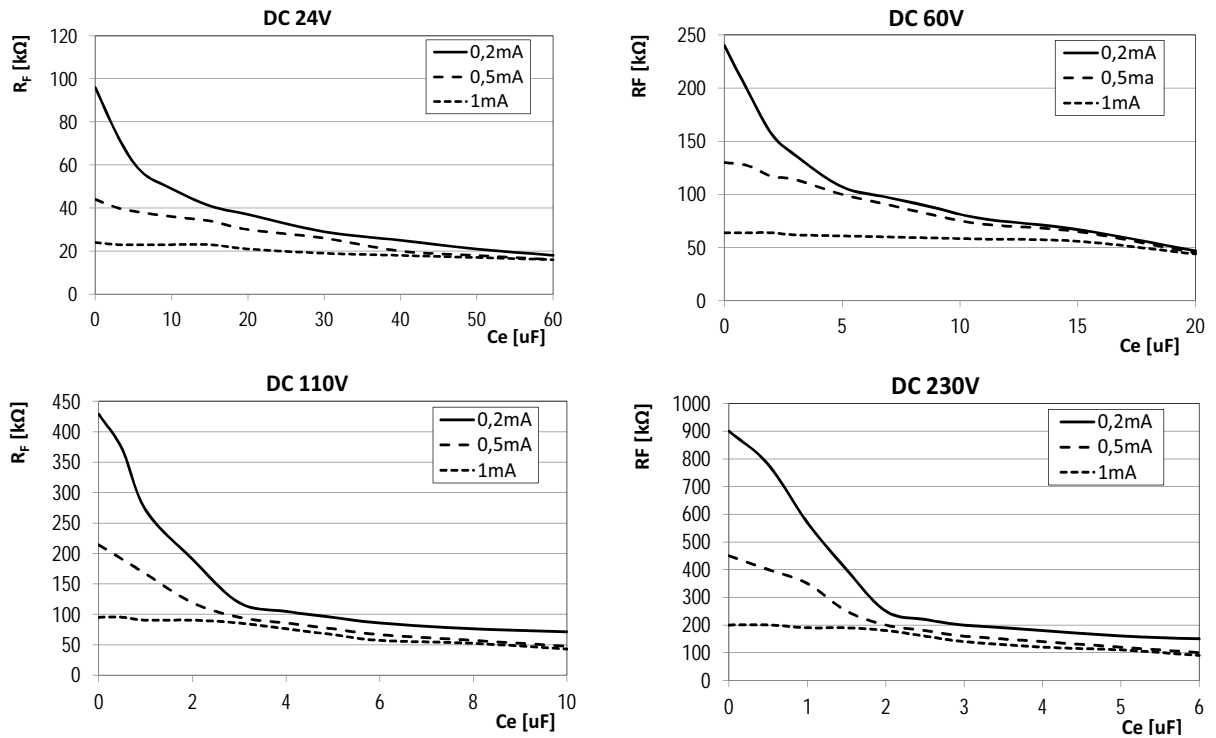 DC 24V
R_F [kΩ]
120
100
80
60
40
20
0
0 10 20 30 40 50 60
Ce [uF]
0,2mA
0,5mA
1mA
DC 60V
RF [kΩ]
250
200
150
100
50
0
0 5 10 15 20
Ce [uF]
0,2mA
0,5ma
1mA
DC 110V
R_F [kΩ]
450
400
350
300
250
200
150
100
50
0
0 2 4 6 8 10
Ce [uF]
0,2mA
0,5mA
1mA
DC 230V
RF [kΩ]
1000
900
800
700
600
500
400
300
200
100
0
0 1 2 3 4 5 6
Ce [uF]
0,2mA
0,5mA
1mA